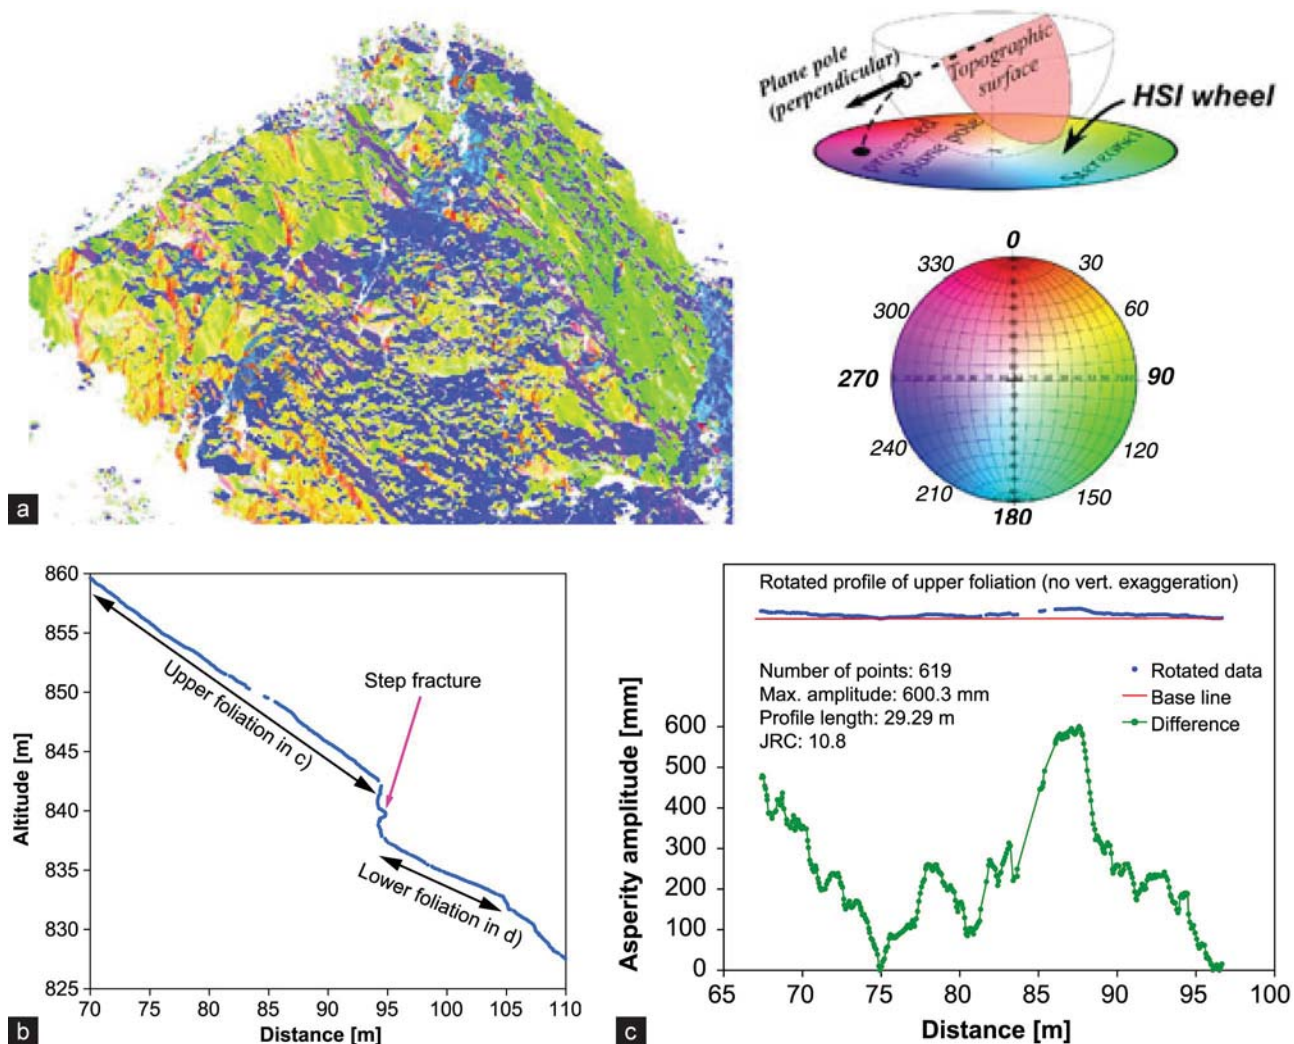 Plane pole
(perpendicular)
Topographic
surface
HSI wheel
projected
plane pole
0
330
30
300
60
270
90
240
120
210
150
180
a
860
855
850
845
840
835
830
825
Altitude [m]
Upper foliation in c)
Step fracture
Lower foliation in d)
70 75 80 85 90 95 100 105 110
Distance [m]
b
Rotated profile of upper foliation (no vert. exaggeration)
Number of points: 619
Max. amplitude: 600.3 mm
Profile length: 29.29 m
JRC: 10.8
Rotated data
Base line
Difference
600
500
400
300
200
100
0
Asperity amplitude [mm]
65 70 75 80 85 90 95 100
Distance [m]
c